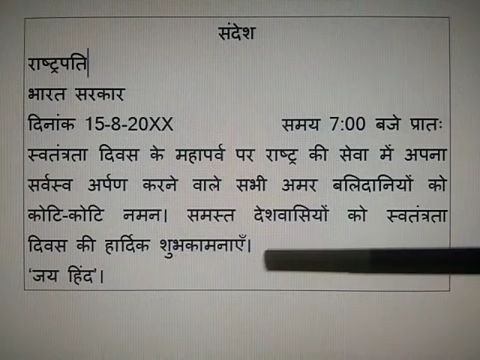 संदेश
राष्ट्रपति
भारत सरकार
दिनांक 15-8-20XX समय 7:00 बजे प्रातः
स्वतंत्रता दिवस के महापर्व पर राष्ट्र की सेवा में अपना
सर्वस्व अर्पण करने वाले सभी अमर बलिदानियों को
कोटि-कोटि नमन। समस्त देशवासियों को स्वतंत्रता
दिवस की हार्दिक शुभकामनाएँ।
'जय हिंद'।